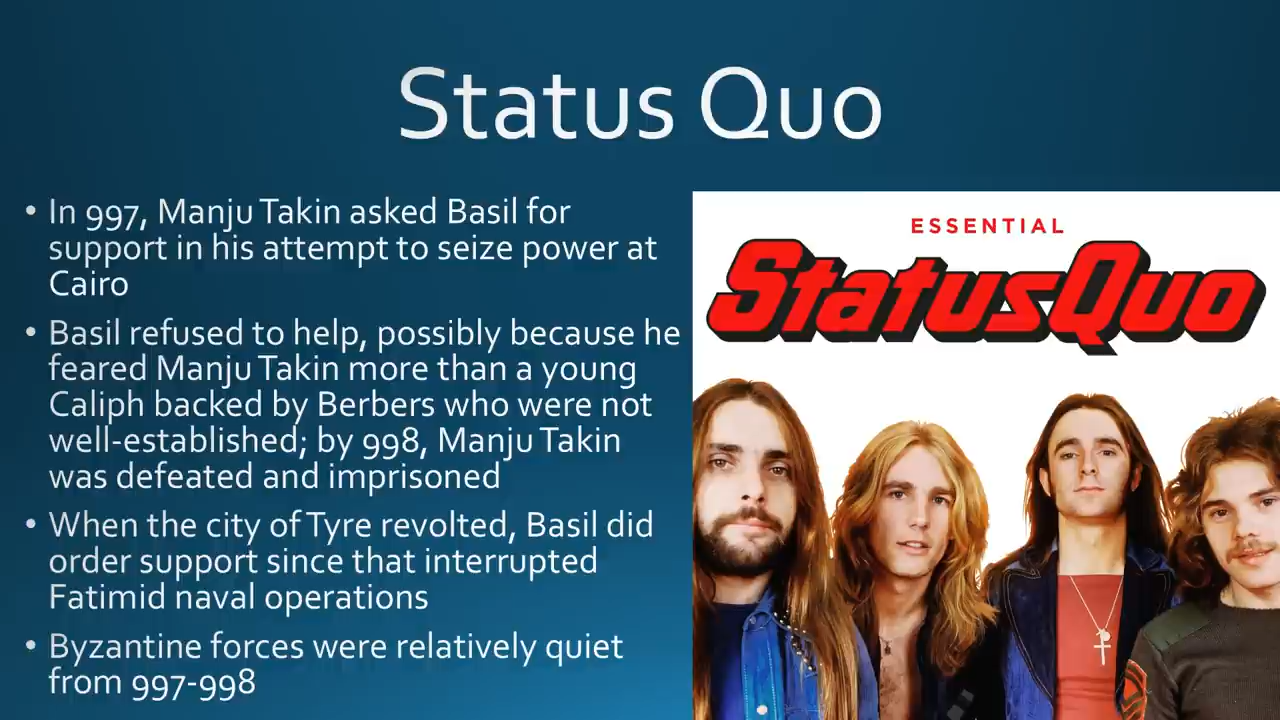 Status Quo
• In 997, Manju Takin asked Basil for
support in his attempt to seize power at
Cairo
• Basil refused to help, possibly because he
feared Manju Takin more than a young
Caliph backed by Berbers who were not
well-established; by 998, Manju Takin
was defeated and imprisoned
• When the city of Tyre revolted, Basil did
order support since that interrupted
Fatimid naval operations
• Byzantine forces were relatively quiet
from 997-998
ESSENTIAL
StatusQuo